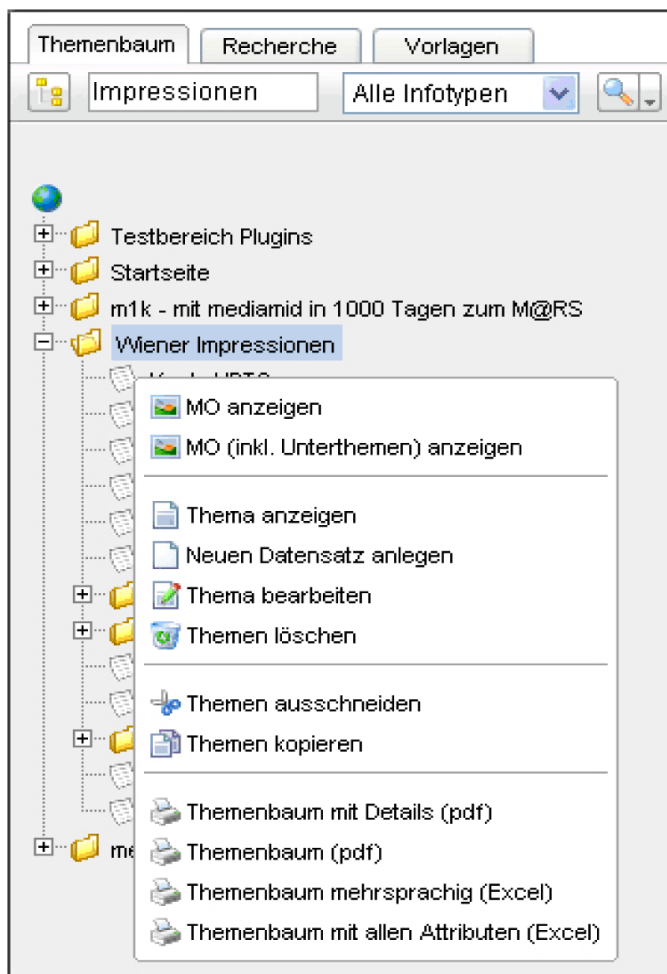 Themenbaum
Recherche
Vorlagen
Impressionen
Alle Infotypen
Testbereich Plugins
Startseite
m1k - mit mediamid in 1000 Tagen zum M@RS
Wiener Impressionen
MO anzeigen
MO (inkl. Unterthemen) anzeigen
Thema anzeigen
Neuen Datensatz anlegen
Thema bearbeiten
Themen löschen
Themen ausschneiden
Themen kopieren
Themenbaum mit Details (pdf)
Themenbaum (pdf)
Themenbaum mehrsprachig (Excel)
Themenbaum mit allen Attributen (Excel)